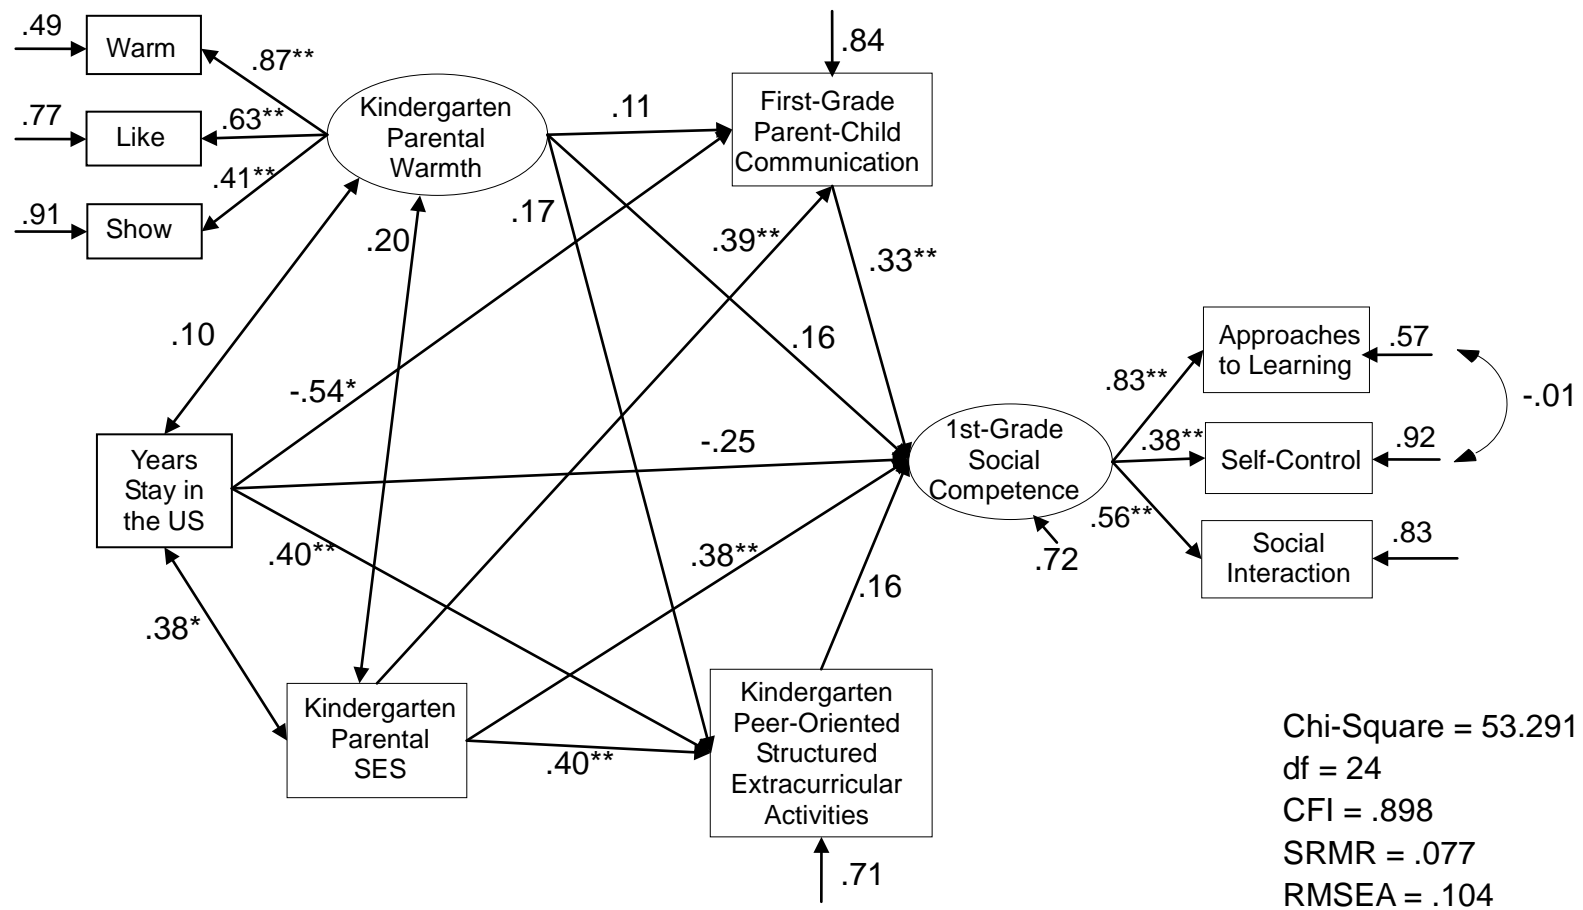 .49
Warm
.87**
.77
Like
.63**
.91
Show
.41**
Kindergarten
Parental
Warmth
.11
.84
First-Grade
Parent-Child
Communication
.17
.20
.39**
.33**
.10
.16
-.54*
-.25
Years
Stay in
the US
.40**
.38**
.38*
Kindergarten
Parental
SES
.40**
.16
Kindergarten
Peer-Oriented
Structured
Extracurricular
Activities
.71
1st-Grade
Social
Competence
.72
.83**
.38**
.56**
Approaches
to Learning
.57
Self-Control
.92
Social
Interaction
.83
-.01
Chi-Square = 53.291
df = 24
CFI = .898
SRMR = .077
RMSEA = .104